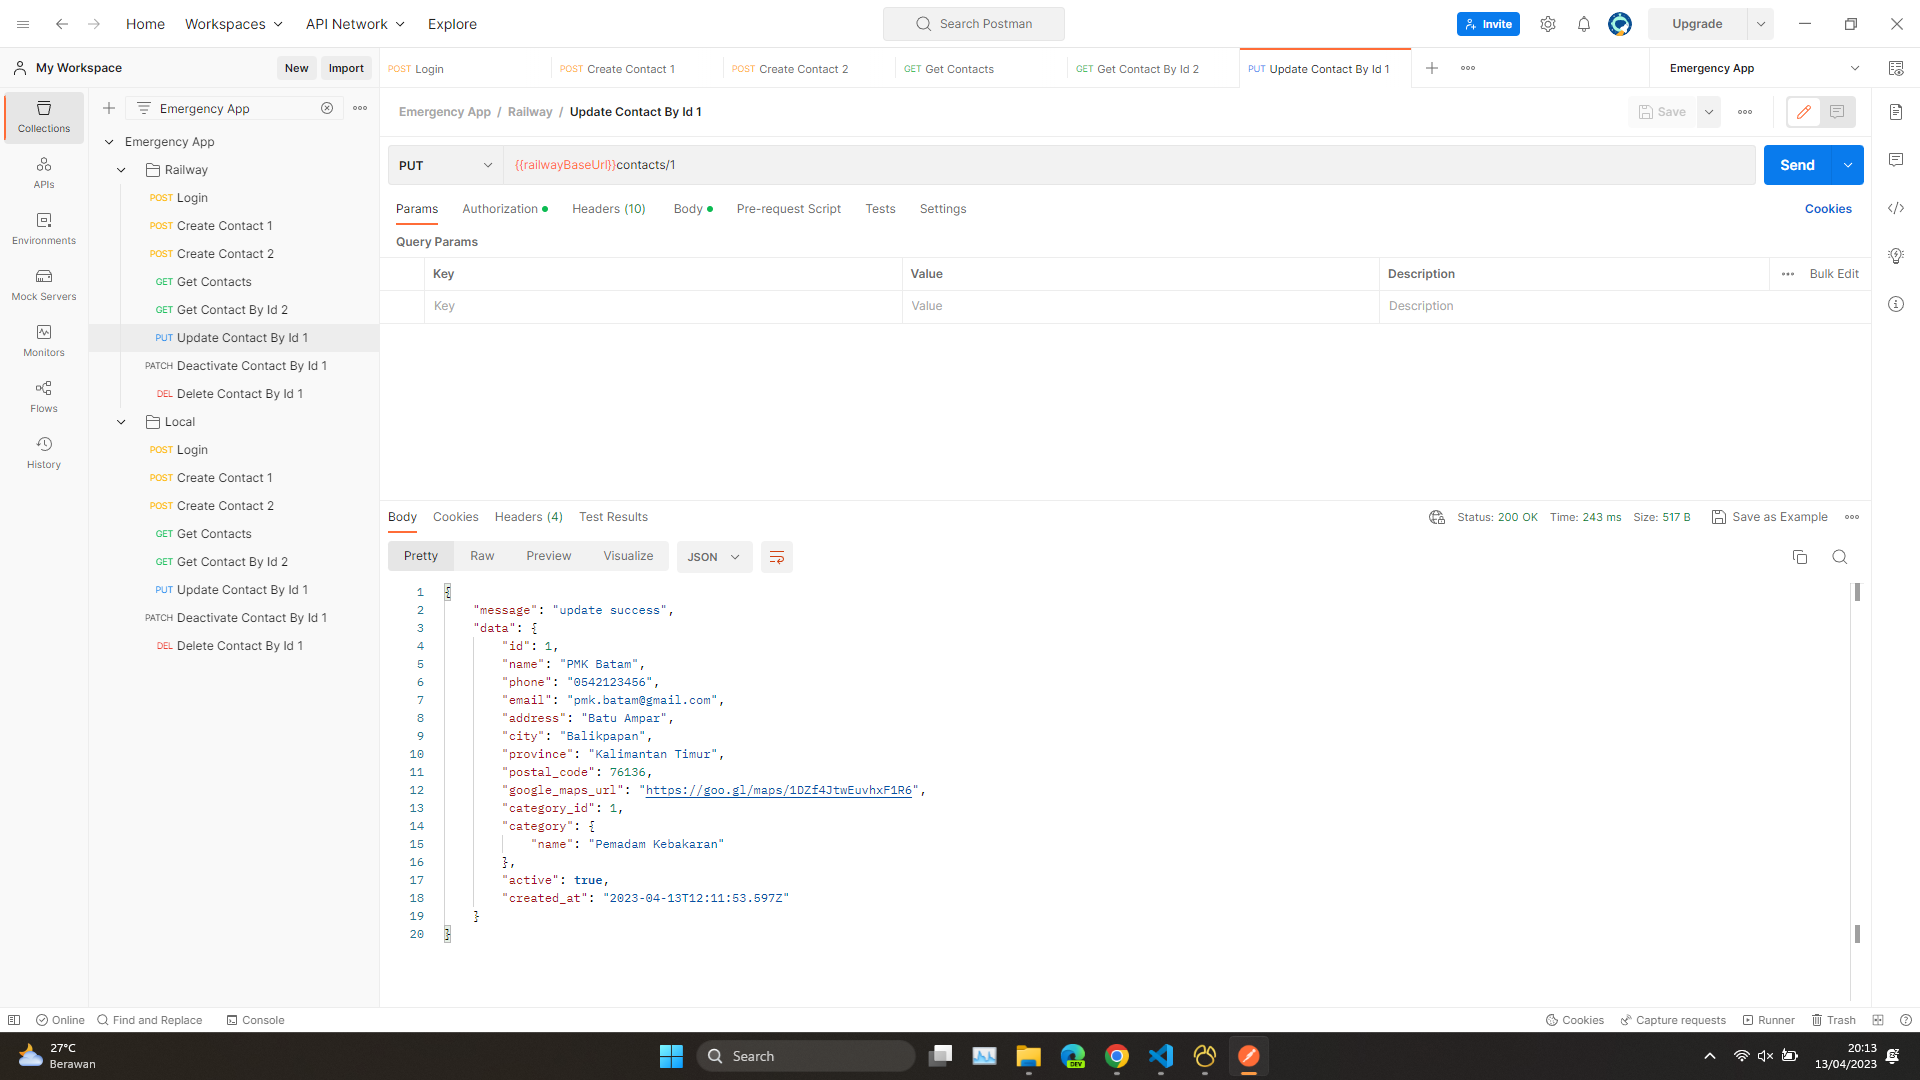 Home Workspaces API Network Explore Search Postman Invite Upgrade
My Workspace New Import POST Login POST Create Contact 1 POST Create Contact 2 GET Get Contacts GET Get Contact By Id 2 PUT Update Contact By Id 1 Emergency App
Collections
APIs
Environments
Mock Servers
Monitors
Flows
History
Emergency App
Emergency App
Railway
POST Login
POST Create Contact 1
POST Create Contact 2
GET Get Contacts
GET Get Contact By Id 2
PUT Update Contact By Id 1
PATCH Deactivate Contact By Id 1
DEL Delete Contact By Id 1
Local
POST Login
POST Create Contact 1
POST Create Contact 2
GET Get Contacts
GET Get Contact By Id 2
PUT Update Contact By Id 1
PATCH Deactivate Contact By Id 1
DEL Delete Contact By Id 1
Emergency App / Railway / Update Contact By Id 1 Save
PUT {{railwayBaseUrl}}contacts/1 Send
Params Authorization Headers (10) Body Pre-request Script Tests Settings Cookies
Query Params
Key Value Description Bulk Edit
Key Value Description
Body Cookies Headers (4) Test Results Status: 200 OK Time: 243 ms Size: 517 B Save as Example
Pretty Raw Preview Visualize JSON
1 {
2 "message": "update success",
3 "data": {
4 "id": 1,
5 "name": "PMK Batam",
6 "phone": "0542123456",
7 "email": "pmk.batam@gmail.com",
8 "address": "Batu Ampar",
9 "city": "Balikpapan",
10 "province": "Kalimantan Timur",
11 "postal_code": 76136,
12 "google_maps_url": "https://goo.gl/maps/1DZf4JtwEuvhxF1R6",
13 "category_id": 1,
14 "category": {
15 "name": "Pemadam Kebakaran"
16 },
17 "active": true,
18 "created_at": "2023-04-13T12:11:53.597Z"
19 }
20 }
Online Find and Replace Console Cookies Capture requests Runner Trash
27°C
Berawan
Search
DEV
20:13
13/04/2023